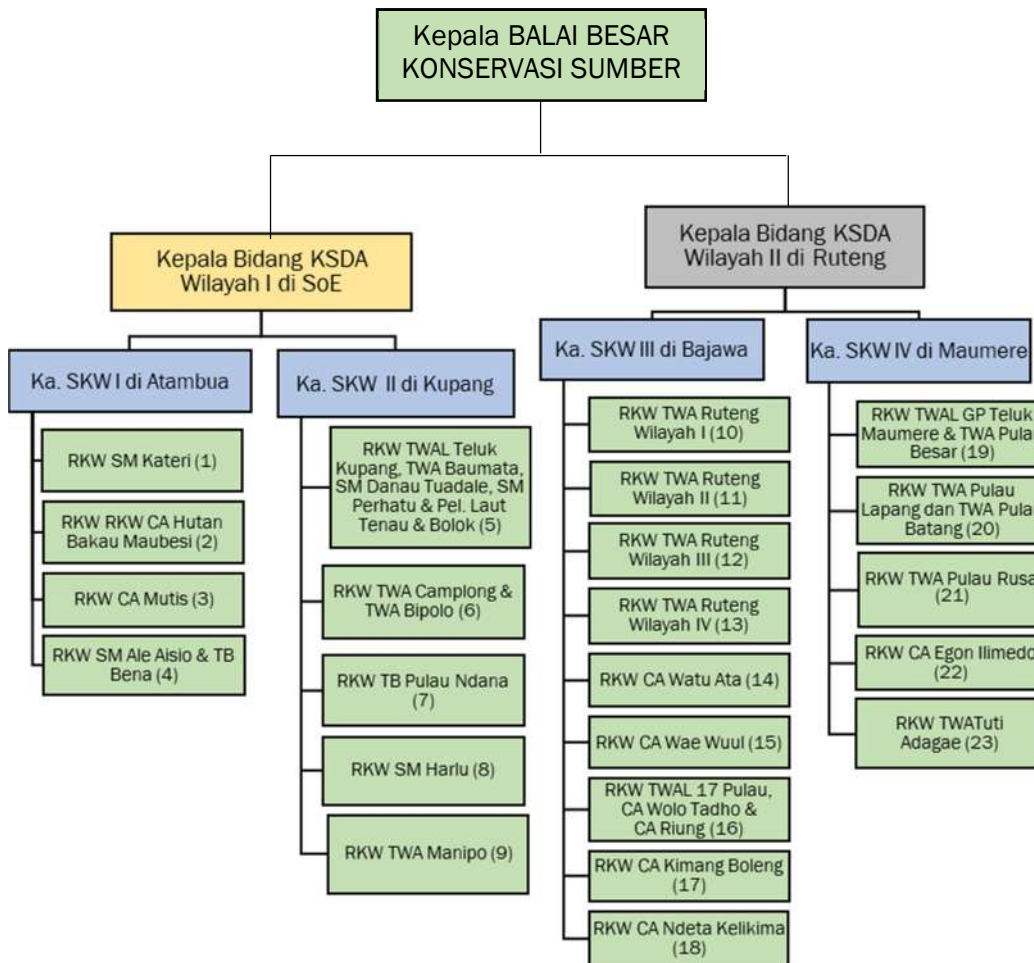 Kepala BALAI BESAR
KONSERVASI SUMBER
Kepala Bidang KSDA
Wilayah I di SoE
Kepala Bidang KSDA
Wilayah II di Ruteng
Ka. SKW I di Atambua
RKW SM Kateri (1)
RKW RKW CA Hutan
Bakau Maubesi (2)
RKW CA Mutis (3)
RKW SM Ale Aisio & TB
Bena (4)
Ka. SKW II di Kupang
RKW TWAL Teluk
Kupang, TWA Baumata,
SM Danau Tuadale, SM
Perhatu & Pel. Laut
Tenau & Bolok (5)
RKW TWA Camplong &
TWA Bipolo (6)
RKW TB Pulau Ndana
(7)
RKW SM Harlu (8)
RKW TWA Manipo (9)
Ka. SKW III di Bajawa
RKW TWA Ruteng
Wilayah I (10)
RKW TWA Ruteng
Wilayah II (11)
RKW TWA Ruteng
Wilayah III (12)
RKW TWA Ruteng
Wilayah IV (13)
RKW CA Watu Ata (14)
RKW CA Wae Wuul (15)
RKW TWAL 17 Pulau,
CA Wolo Tadho &
CA Riung (16)
RKW CA Kimang Boleng
(17)
RKW CA Ndeta Kelikima
(18)
Ka. SKW IV di Maumere
RKW TWAL GP Teluk
Maumere & TWA Pulau
Besar (19)
RKW TWA Pulau
Lapang dan TWA Pulau
Batang (20)
RKW TWA Pulau Rusa
(21)
RKW CA Egon Ilimedo
(22)
RKW TWATuti
Adagae (23)